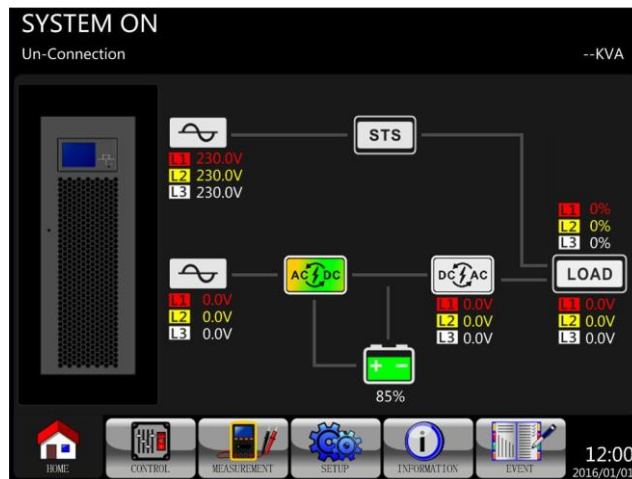 SYSTEM ON
Un-Connection
--KVA
STS
L1 230.0V
L2 230.0V
L3 230.0V
L1 0%
L2 0%
L3 0%
AC DC
DC AC
LOAD
L1 0.0V
L2 0.0V
L3 0.0V
L1 0.0V
L2 0.0V
L3 0.0V
L1 0.0V
L2 0.0V
L3 0.0V
85%
HOME
CONTROL
MEASUREMENT
SETUP
INFORMATION
EVENT
12:00
2016/01/01